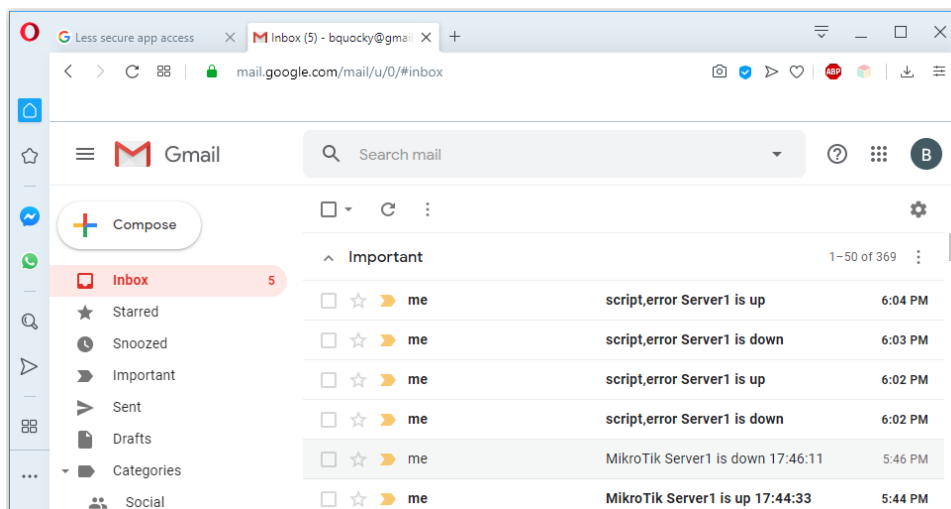 Less secure app access
Inbox (5) - bquocky@gmai
mail.google.com/mail/u/0/#inbox
ABP
Gmail
Search mail
B
Compose
Important
1–50 of 369
Inbox 5
me script,error Server1 is up 6:04 PM
Starred
me script,error Server1 is down 6:03 PM
Snoozed
Important
me script,error Server1 is up 6:02 PM
Sent
me script,error Server1 is down 6:02 PM
Drafts
me MikroTik Server1 is down 17:46:11 5:46 PM
Categories
me MikroTik Server1 is up 17:44:33 5:44 PM
Social